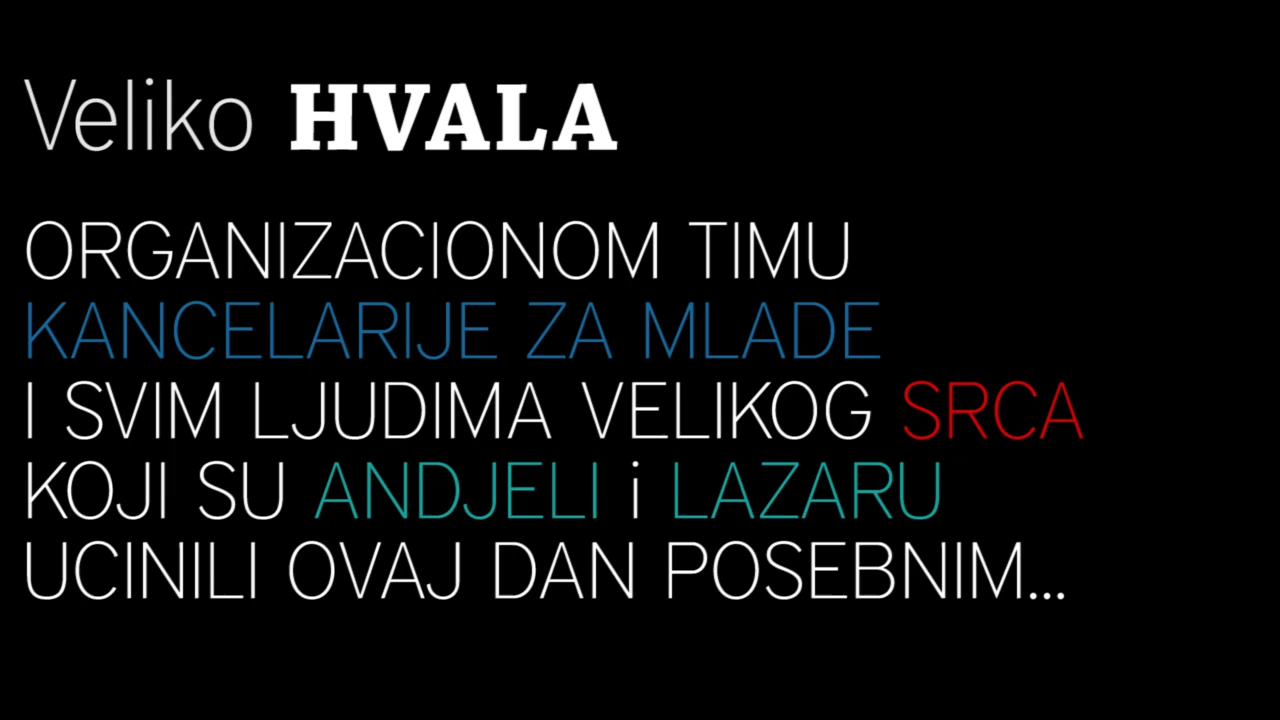 Veliko HVALA
ORGANIZACIONOM TIMU
KANCELARIJE ZA MLADE
I SVIM LJUDIMA VELIKOG SRCA
KOJI SU ANDJELI i LAZARU
UCINILI OVAJ DAN POSEBNIM...